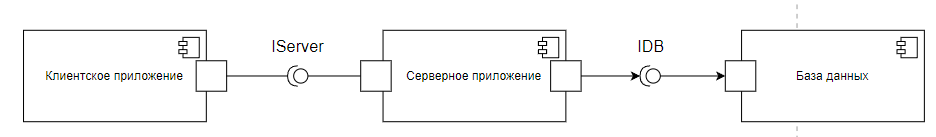 IServer
IDB
Клиентское приложение
Серверное приложение
База данных